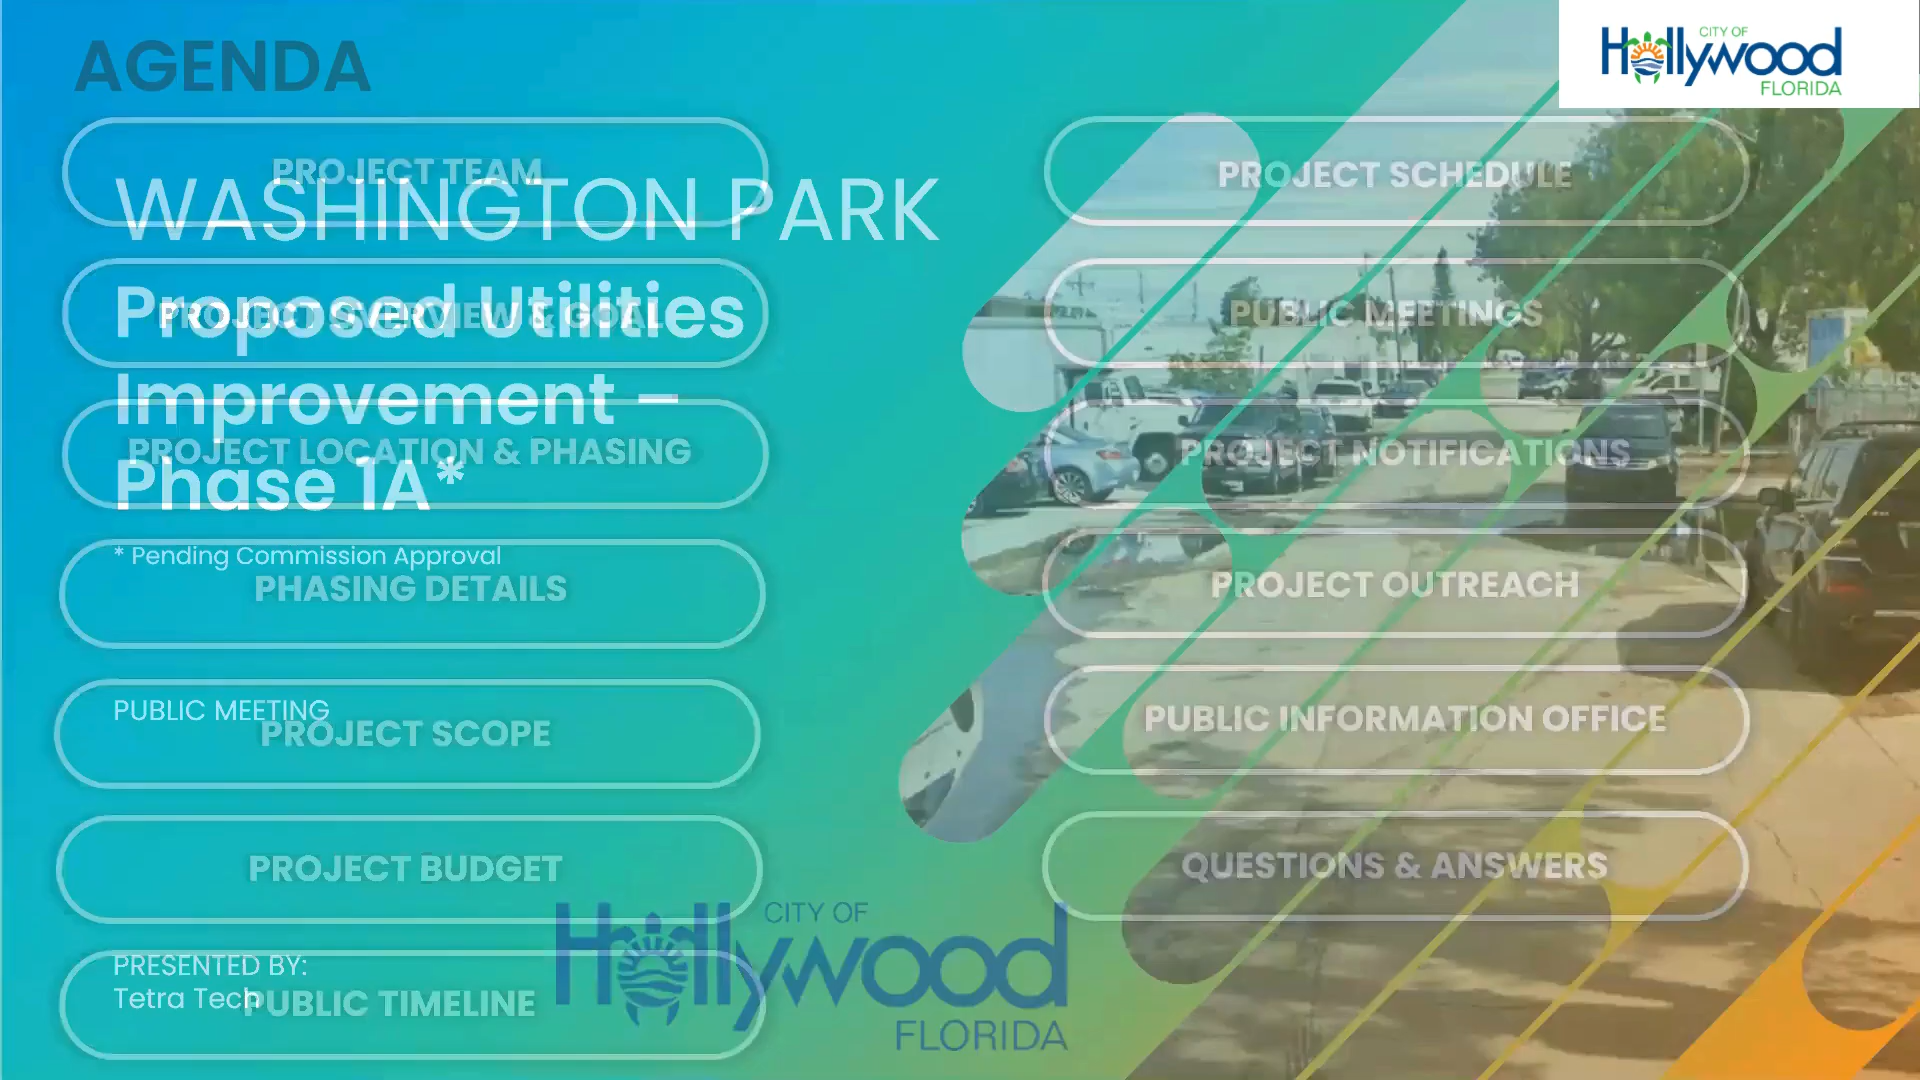 AGENDA
CITY OF
Hollywood
FLORIDA
PROJECT TEAM
PROJECT SCHEDULE
WASHINGTON PARK
PROJECT OVERVIEW & GOAL
PUBLIC MEETINGS
Proposed Utilities
Improvement –
PROJECT LOCATION & PHASING
PROJECT NOTIFICATIONS
Phase 1A*
* Pending Commission Approval
PHASING DETAILS
PROJECT OUTREACH
PUBLIC MEETING
PROJECT SCOPE
PUBLIC INFORMATION OFFICE
PROJECT BUDGET
QUESTIONS & ANSWERS
CITY OF
Hollywood
FLORIDA
PRESENTED BY:
Tetra Tech
PUBLIC TIMELINE